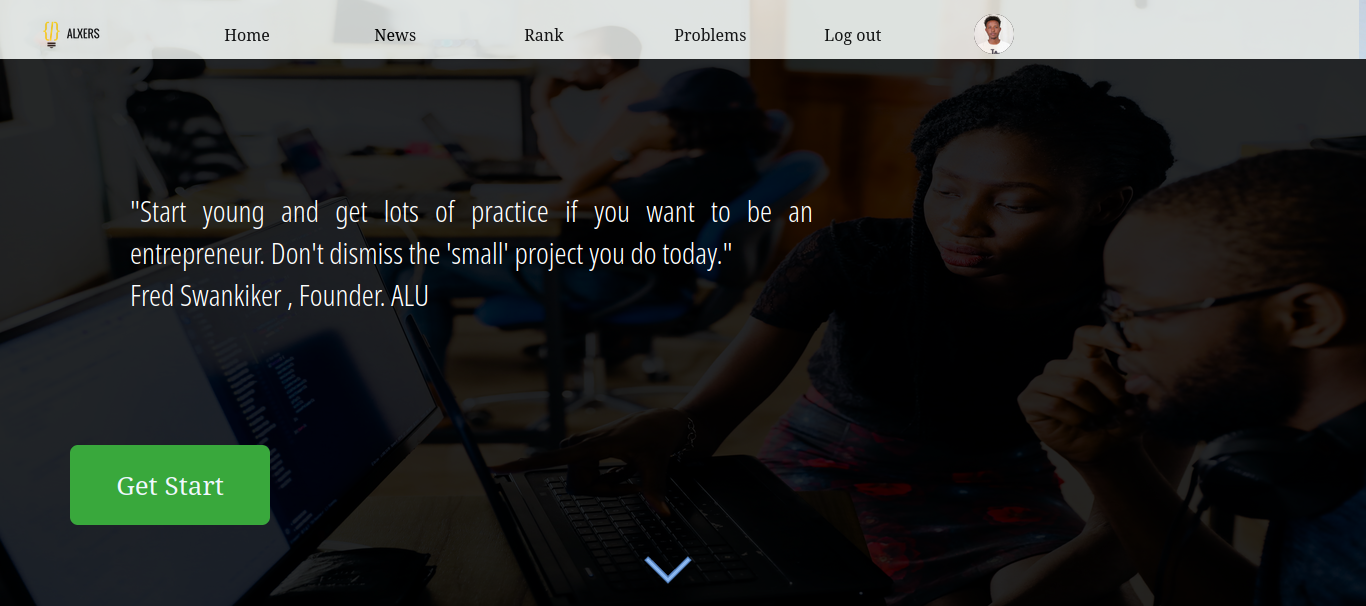 ALXERS
Home
News
Rank
Problems
Log out
"Start young and get lots of practice if you want to be an
entrepreneur. Don't dismiss the 'small' project you do today."
Fred Swankiker , Founder. ALU
Get Start